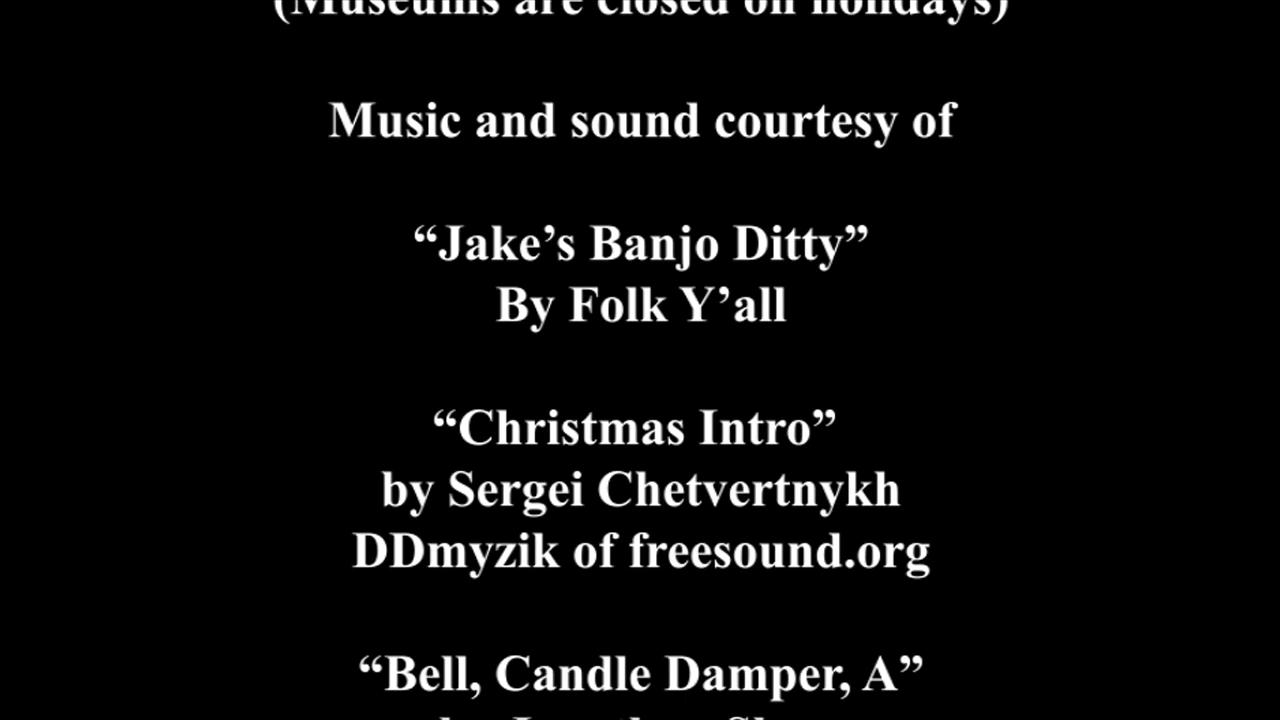 (Museums are closed on holidays)
Music and sound courtesy of
“Jake’s Banjo Ditty”
By Folk Y’all
“Christmas Intro”
by Sergei Chetvertnykh
DDmyzik of freesound.org
“Bell, Candle Damper, A”
by